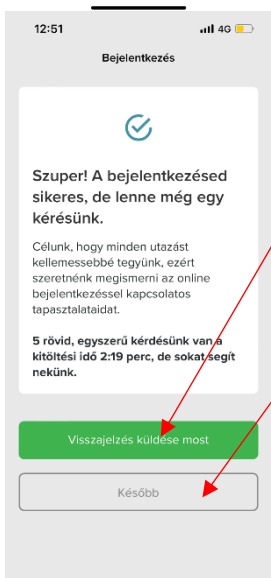 12:51
4G
Bejelentkezés
Szuper! A bejelentkezésed
sikeres, de lenne még egy
kérésünk.
Célunk, hogy minden utazást
kellemessebbé tegyünk, ezért
szeretnénk megismerni az online
bejelentkezéssel kapcsolatos
tapasztalataidat.
5 rövid, egyszerű kérdésünk van a
kitöltési idő 2:19 perc, de sokat segít
nekünk.
Visszajelzés küldése most
Később